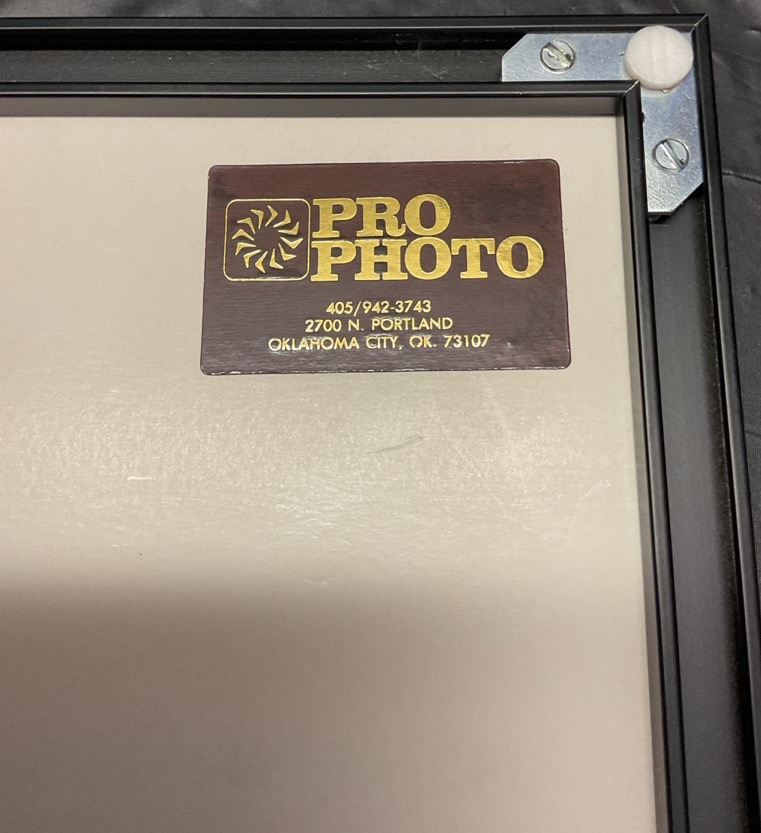 PRO
PHOTO
405/942-3743
2700 N. PORTLAND
OKLAHOMA CITY, OK. 73107